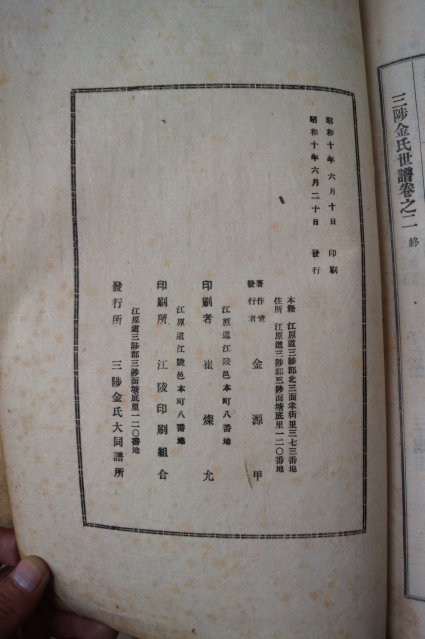 三陟金氏世譜卷之二 終
昭和十年六月十日 印刷
昭和十年六月二十日 發行
本籍 江原道三陟郡北三面孝街里三七三番地
住所 江原道三陟郡三陟面塘底里一二〇番地
著作兼
發行者 金源甲
江原道江陵邑本町八番地
印刷者 崔燦允
江原道江陵邑本町八番地
印刷所 江陵印刷組合
江原道三陟郡三陟面塘底里一二〇番地
發行所 三陟金氏大同譜所